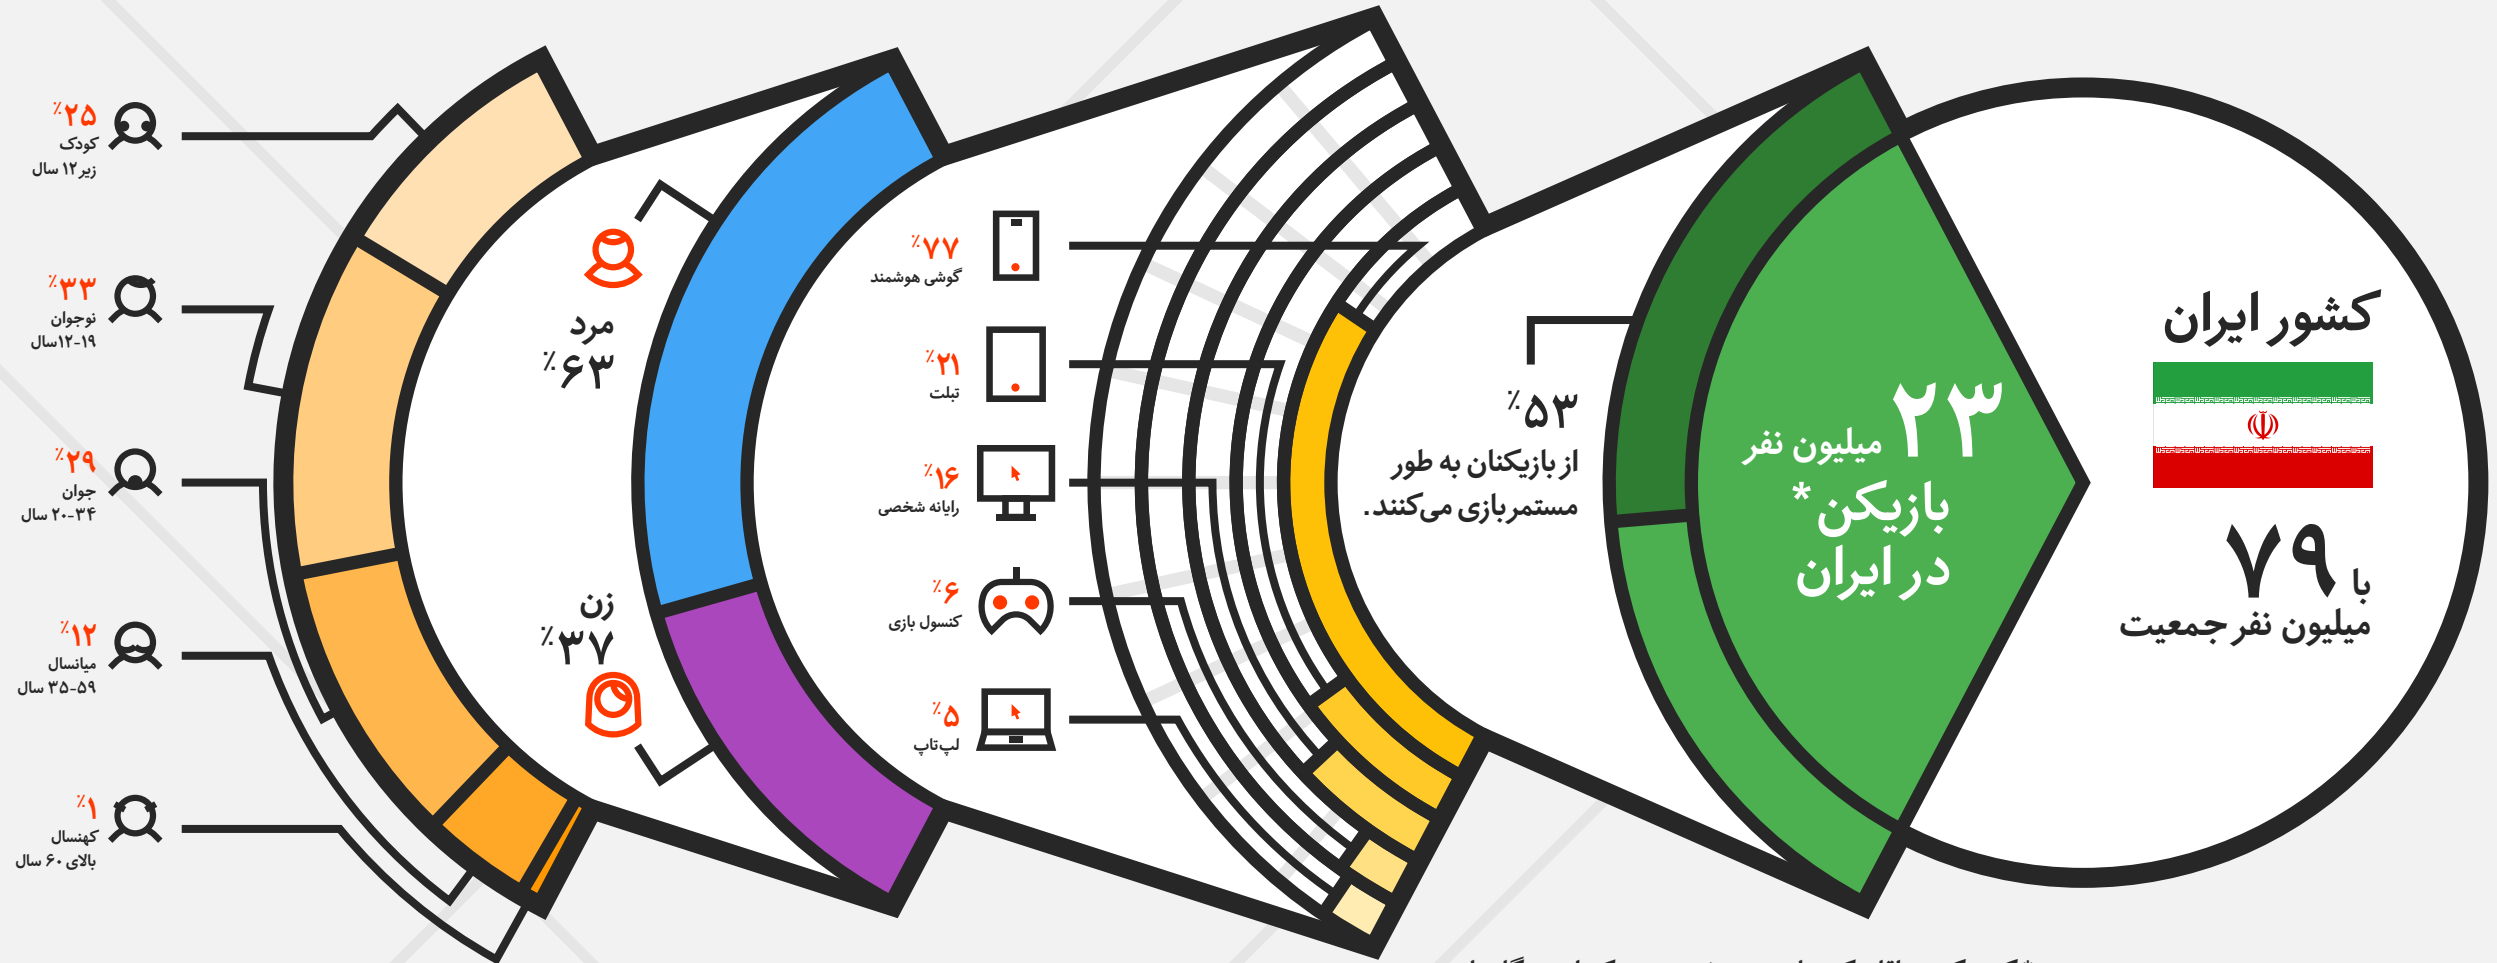 کشور ایران
با ۷۹
میلیون نفر جمعیت
۲۳ میلیون نفر
بازیکن*
در ایران
۵۳٪
از بازیکنان به طور
مستمر بازی می‌کنند.
۷۷٪
گوشی هوشمند
۲۱٪
تبلت
۱۶٪
رایانه شخصی
۶٪
کنسول بازی
۵٪
لپ‌تاپ
مرد
۶۳٪
زن
۳۷٪
۲۵٪
کودک
زیر ۱۲ سال
۳۳٪
نوجوان
۱۲-۱۹سال
۲۹٪
جوان
۲۰-۳۴ سال
۱۲٪
میانسال
۳۵-۵۹ سال
۱٪
کهنسال
بالای ۶۰ سال